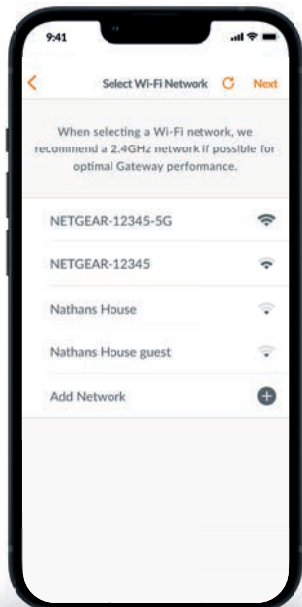 9:41
Select Wi-Fi Network Next
When selecting a Wi-Fi network, we
recommend a 2.4GHz network if possible for
optimal Gateway performance.
NETGEAR-12345-5G
NETGEAR-12345
Nathans House
Nathans House guest
Add Network